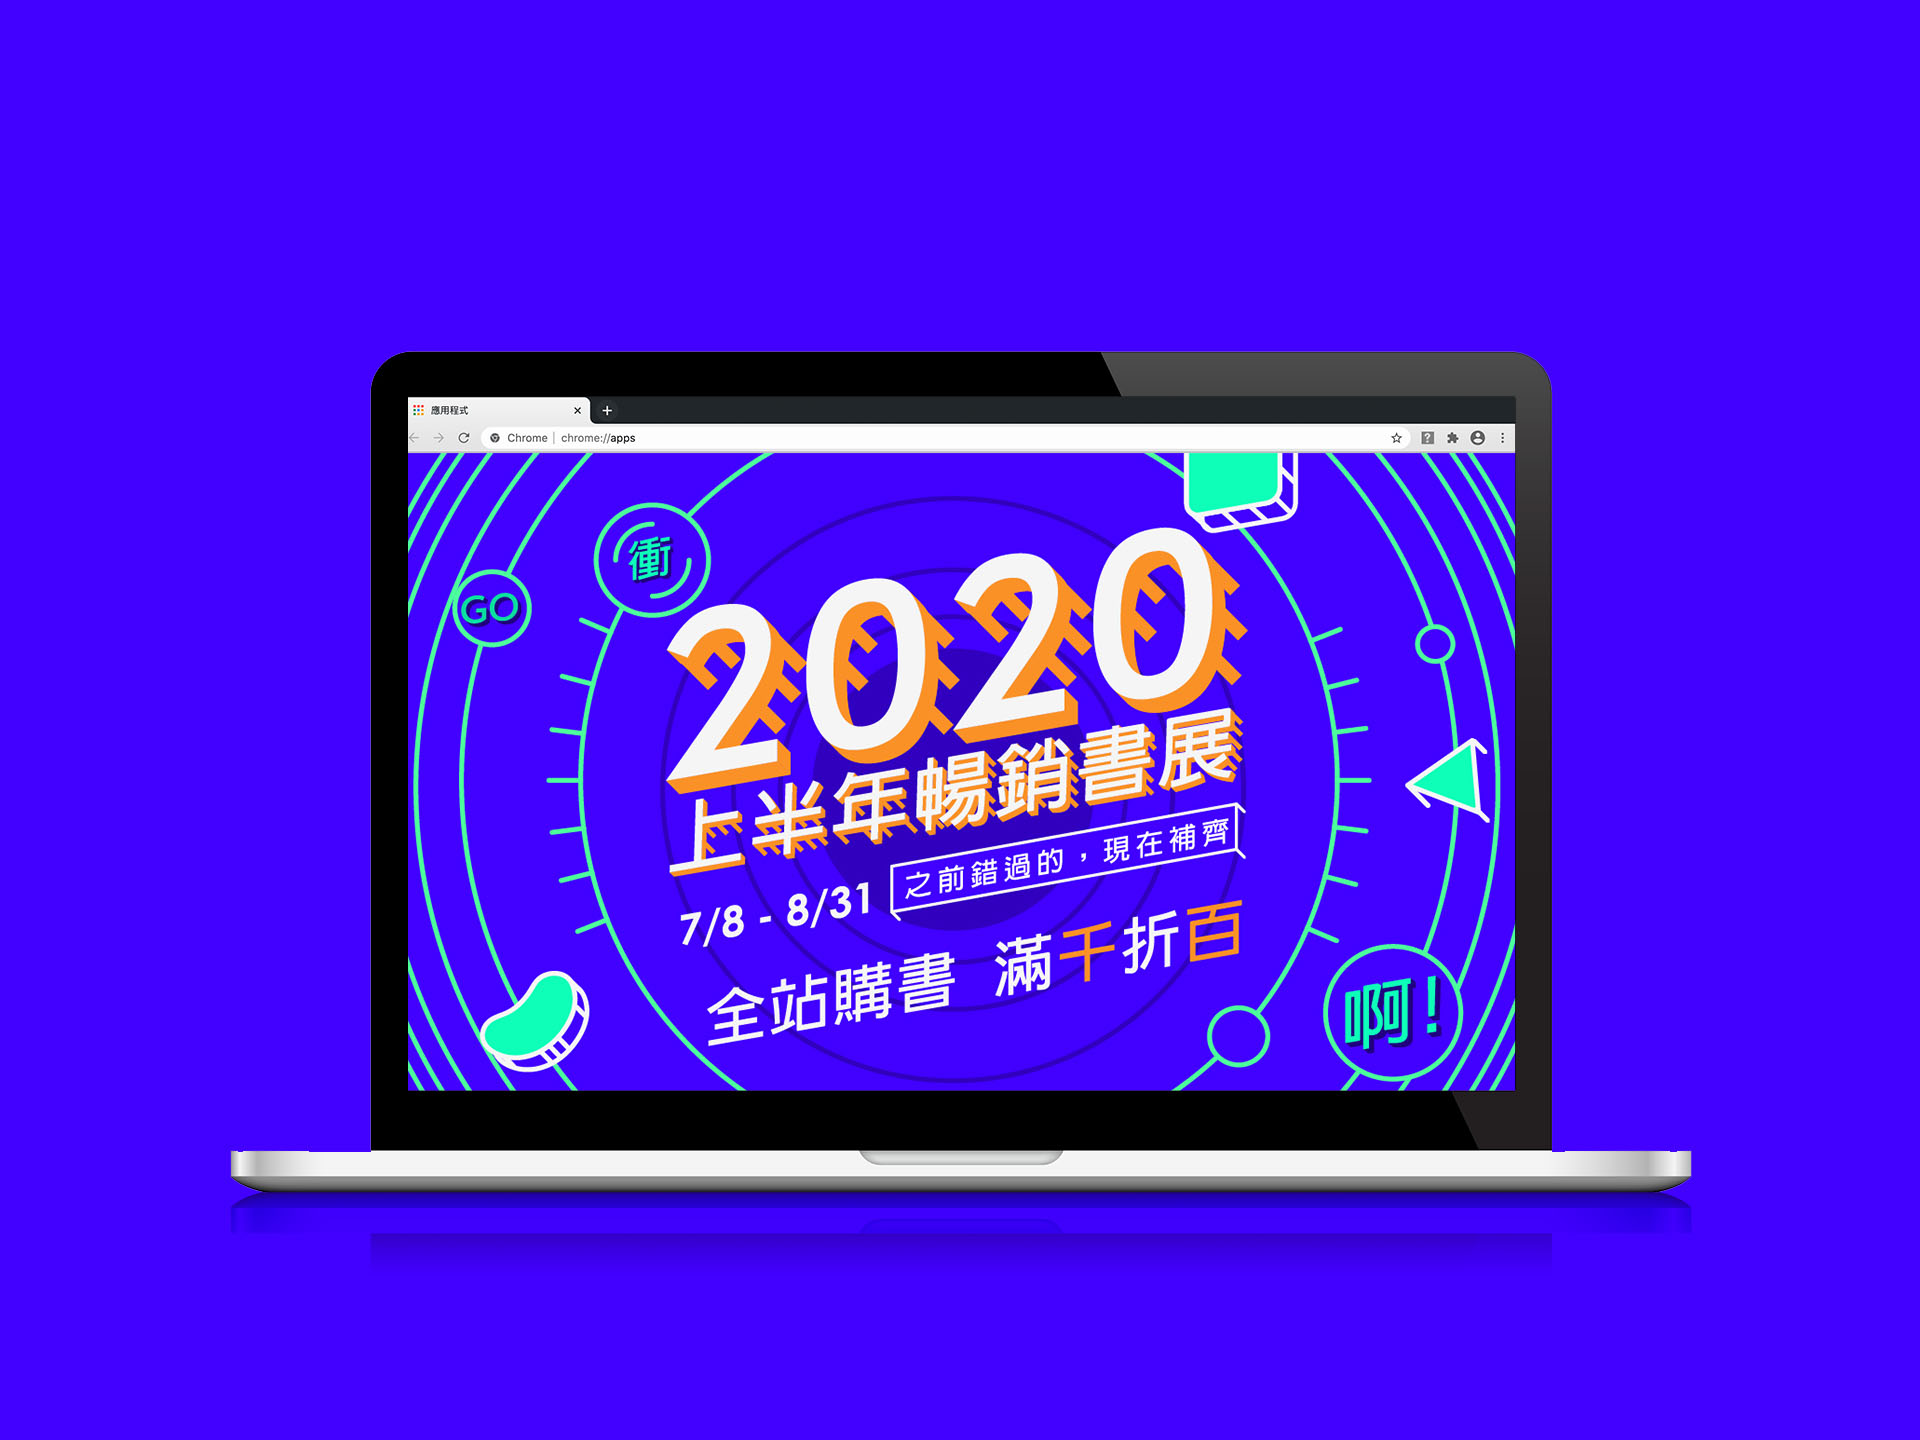 應用程式
Chrome | chrome://apps
衝
GO
2020
上半年暢銷書展
7/8 - 8/31 之前錯過的，現在補齊
全站購書 滿千折百
啊！